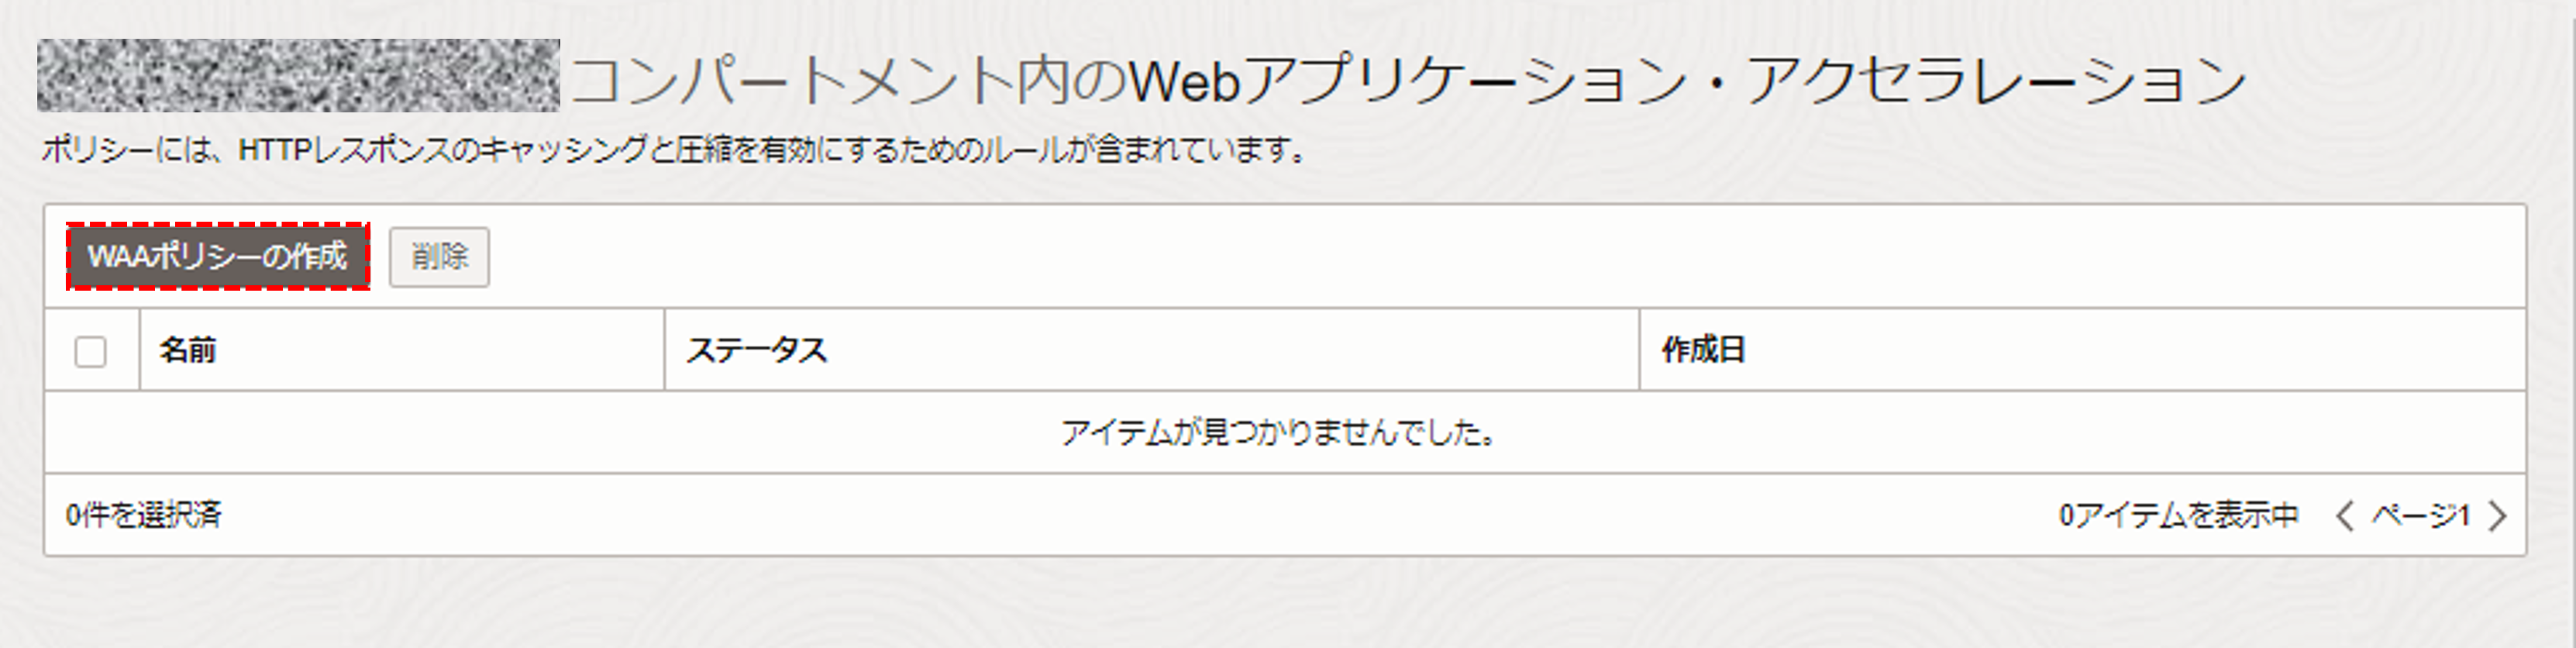 コンパートメント内のWebアプリケーション・アクセラレーション
ポリシーには、HTTPレスポンスのキャッシングと圧縮を有効にするためのルールが含まれています。
WAAポリシーの作成 削除
名前 ステータス 作成日
アイテムが見つかりませんでした。
0件を選択済 0アイテムを表示中 < ページ1 >